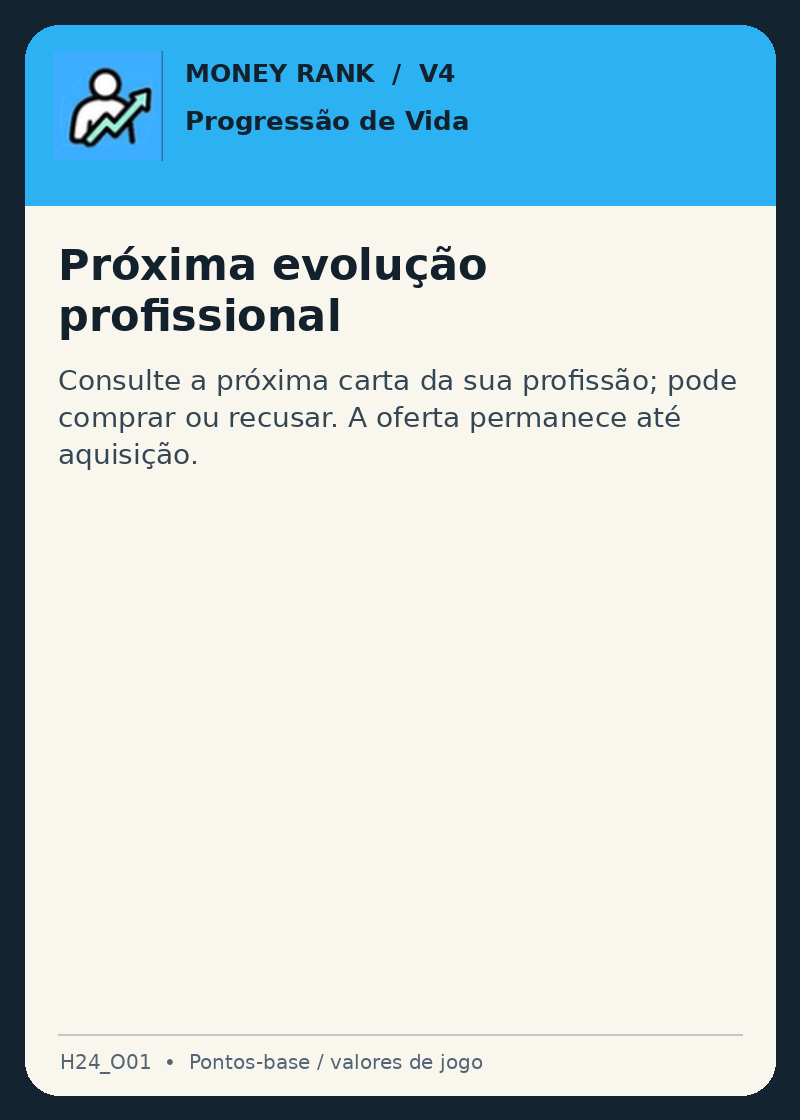 MONEY RANK / V4
Progressão de Vida
Próxima evolução
profissional
Consulte a próxima carta da sua profissão; pode
comprar ou recusar. A oferta permanece até
aquisição.
H24_O01 • Pontos-base / valores de jogo